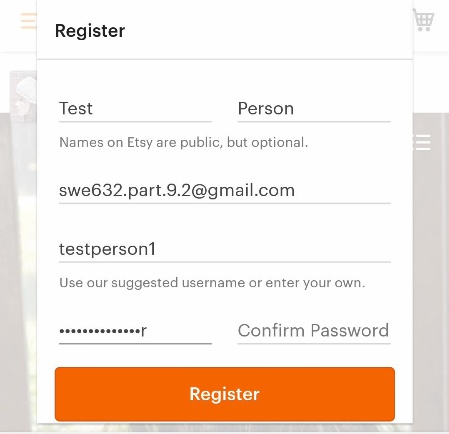 Register
Test Person
Names on Etsy are public, but optional.
swe632.part.9.2@gmail.com
testperson1
Use our suggested username or enter your own.
••••••••••••••r Confirm Password
Register